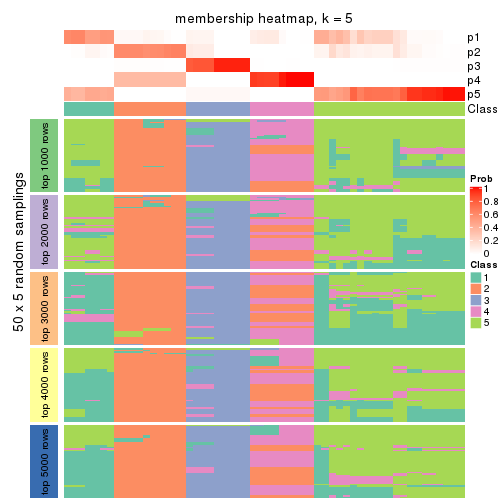 membership heatmap, k = 5
p1
p2
p3
p4
p5
Class
50 x 5 random samplings
top 1000 rows
top 2000 rows
top 3000 rows
top 4000 rows
top 5000 rows
Prob
1
0.8
0.6
0.4
0.2
0
Class
1
2
3
4
5